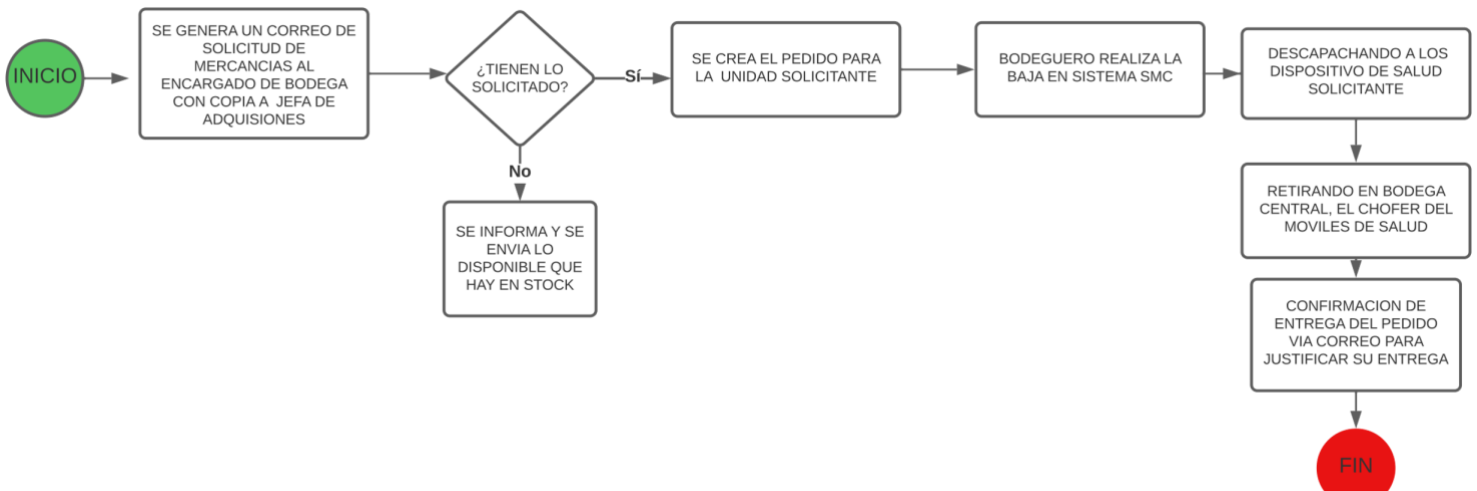 INICIO
SE GENERA UN CORREO DE
SOLICITUD DE
MERCANCIAS AL
ENCARGADO DE BODEGA
CON COPIA A JEFA DE
ADQUISIONES
¿TIENEN LO
SOLICITADO?
Sí
No
SE INFORMA Y SE
ENVIA LO
DISPONIBLE QUE
HAY EN STOCK
SE CREA EL PEDIDO PARA
LA UNIDAD SOLICITANTE
BODEGUERO REALIZA LA
BAJA EN SISTEMA SMC
DESCAPACHANDO A LOS
DISPOSITIVO DE SALUD
SOLICITANTE
RETIRANDO EN BODEGA
CENTRAL, EL CHOFER DEL
MOVILES DE SALUD
CONFIRMACION DE
ENTREGA DEL PEDIDO
VIA CORREO PARA
JUSTIFICAR SU ENTREGA
FIN